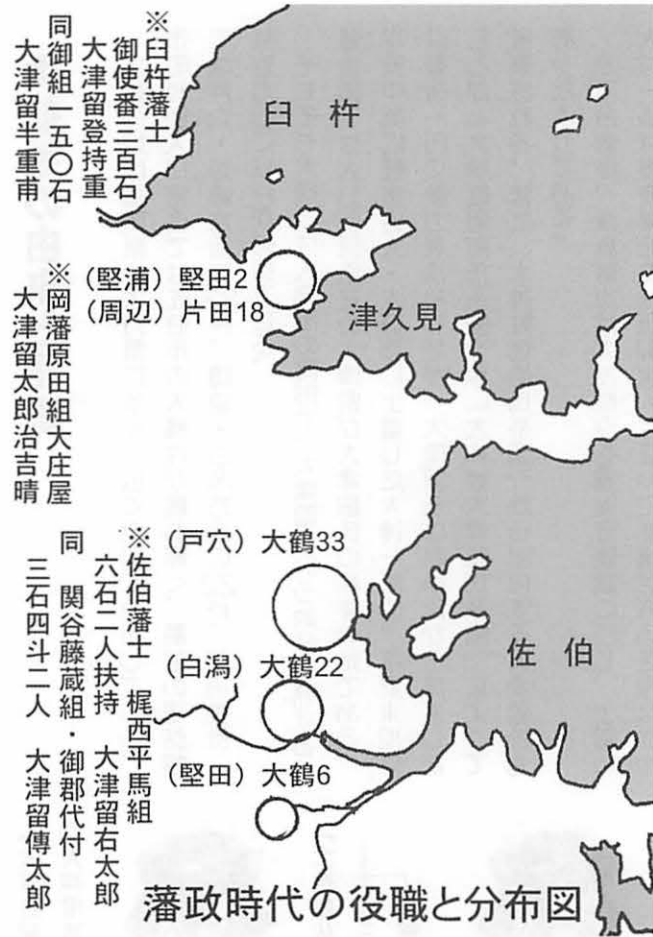 ※臼杵藩士
御使番三百石
大津留登持重
同御組一五〇石
大津留半重甫
※岡藩原田組大庄屋
大津留太郎治吉晴
※佐伯藩士　梶西平馬組
六石二人扶持　大津留右太郎
同　関谷藤蔵組・御郡代付
三石四斗二人　大津留傳太郎
臼杵
（堅浦）堅田2
（周辺）片田18
津久見
（戸穴）大鶴33
佐伯
（白潟）大鶴22
（堅田）大鶴6
藩政時代の役職と分布図